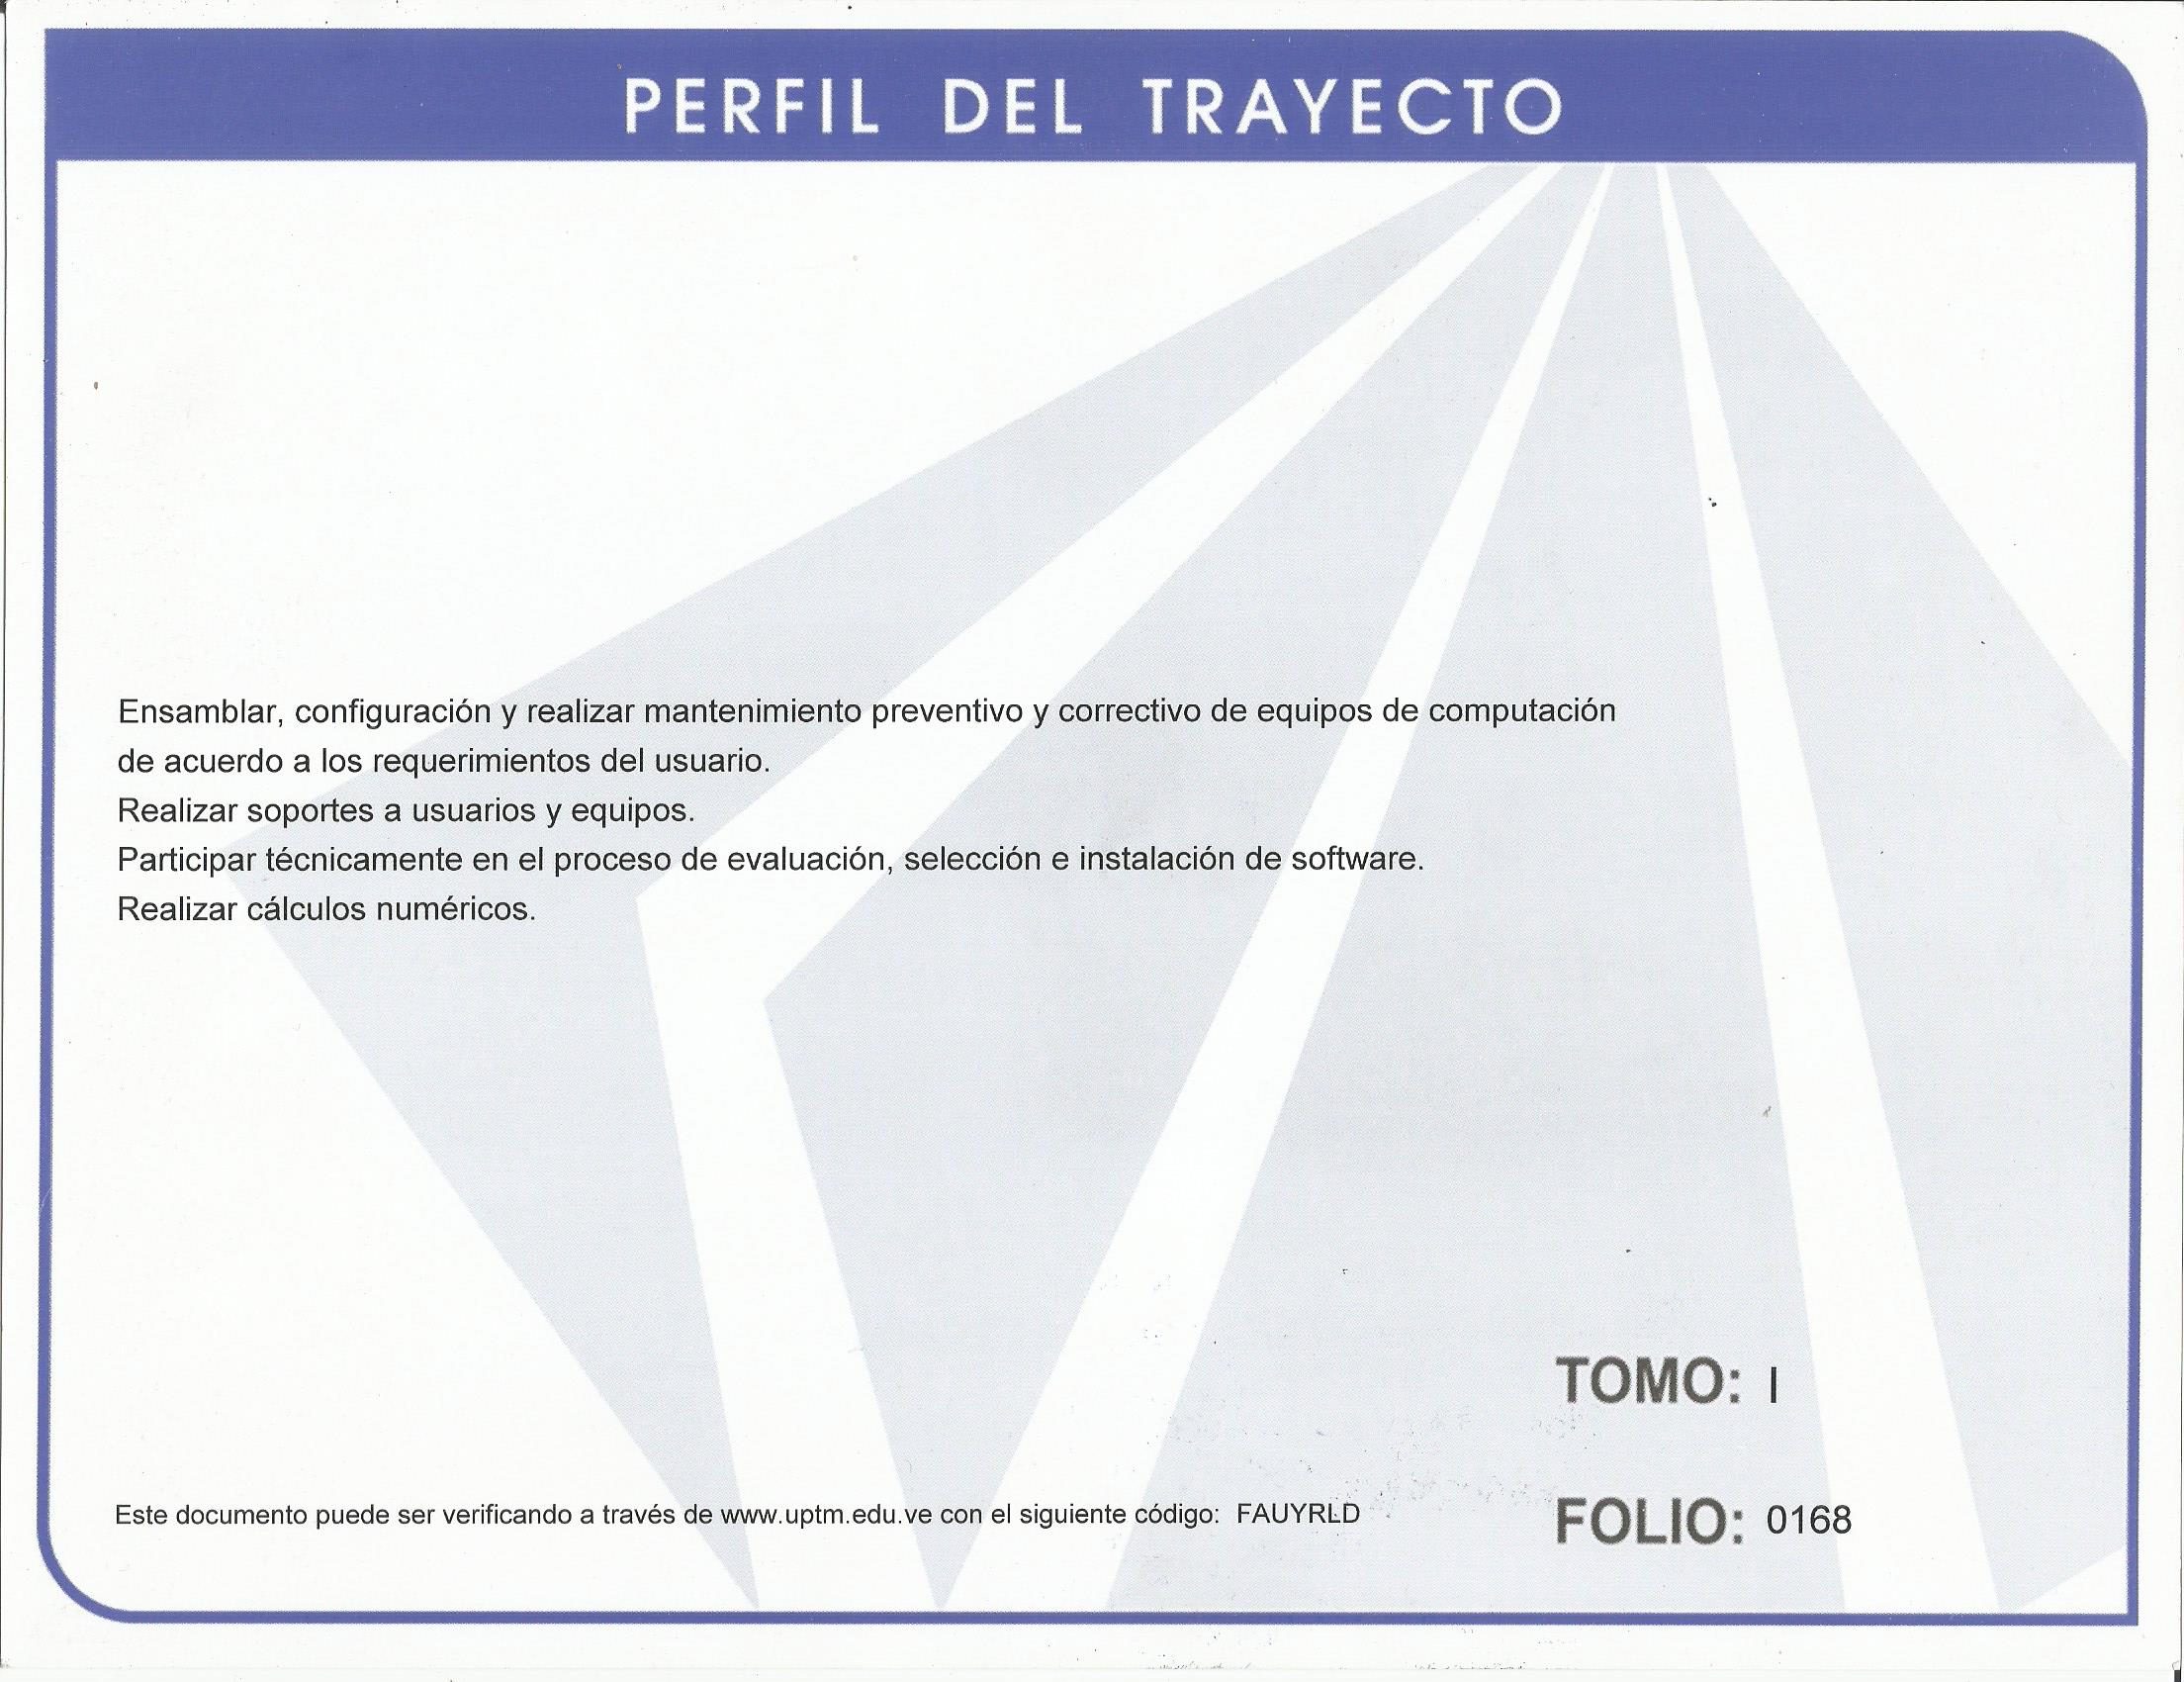 PERFIL DEL TRAYECTO
Ensamblar, configuración y realizar mantenimiento preventivo y correctivo de equipos de computación
de acuerdo a los requerimientos del usuario.
Realizar soportes a usuarios y equipos.
Participar técnicamente en el proceso de evaluación, selección e instalación de software.
Realizar cálculos numéricos.
TOMO: I
Este documento puede ser verificando a través de www.uptm.edu.ve con el siguiente código: FAUYRLD
FOLIO: 0168